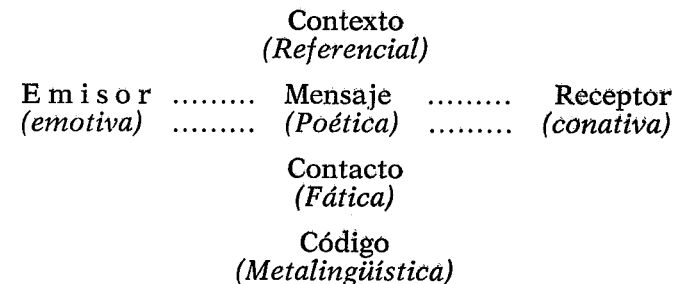 Contexto
(Referencial)
Emisor ......... Mensaje ......... Receptor
(emotiva) ......... (Poética) ......... (conativa)
Contacto
(Fática)
Código
(Metalingüística)